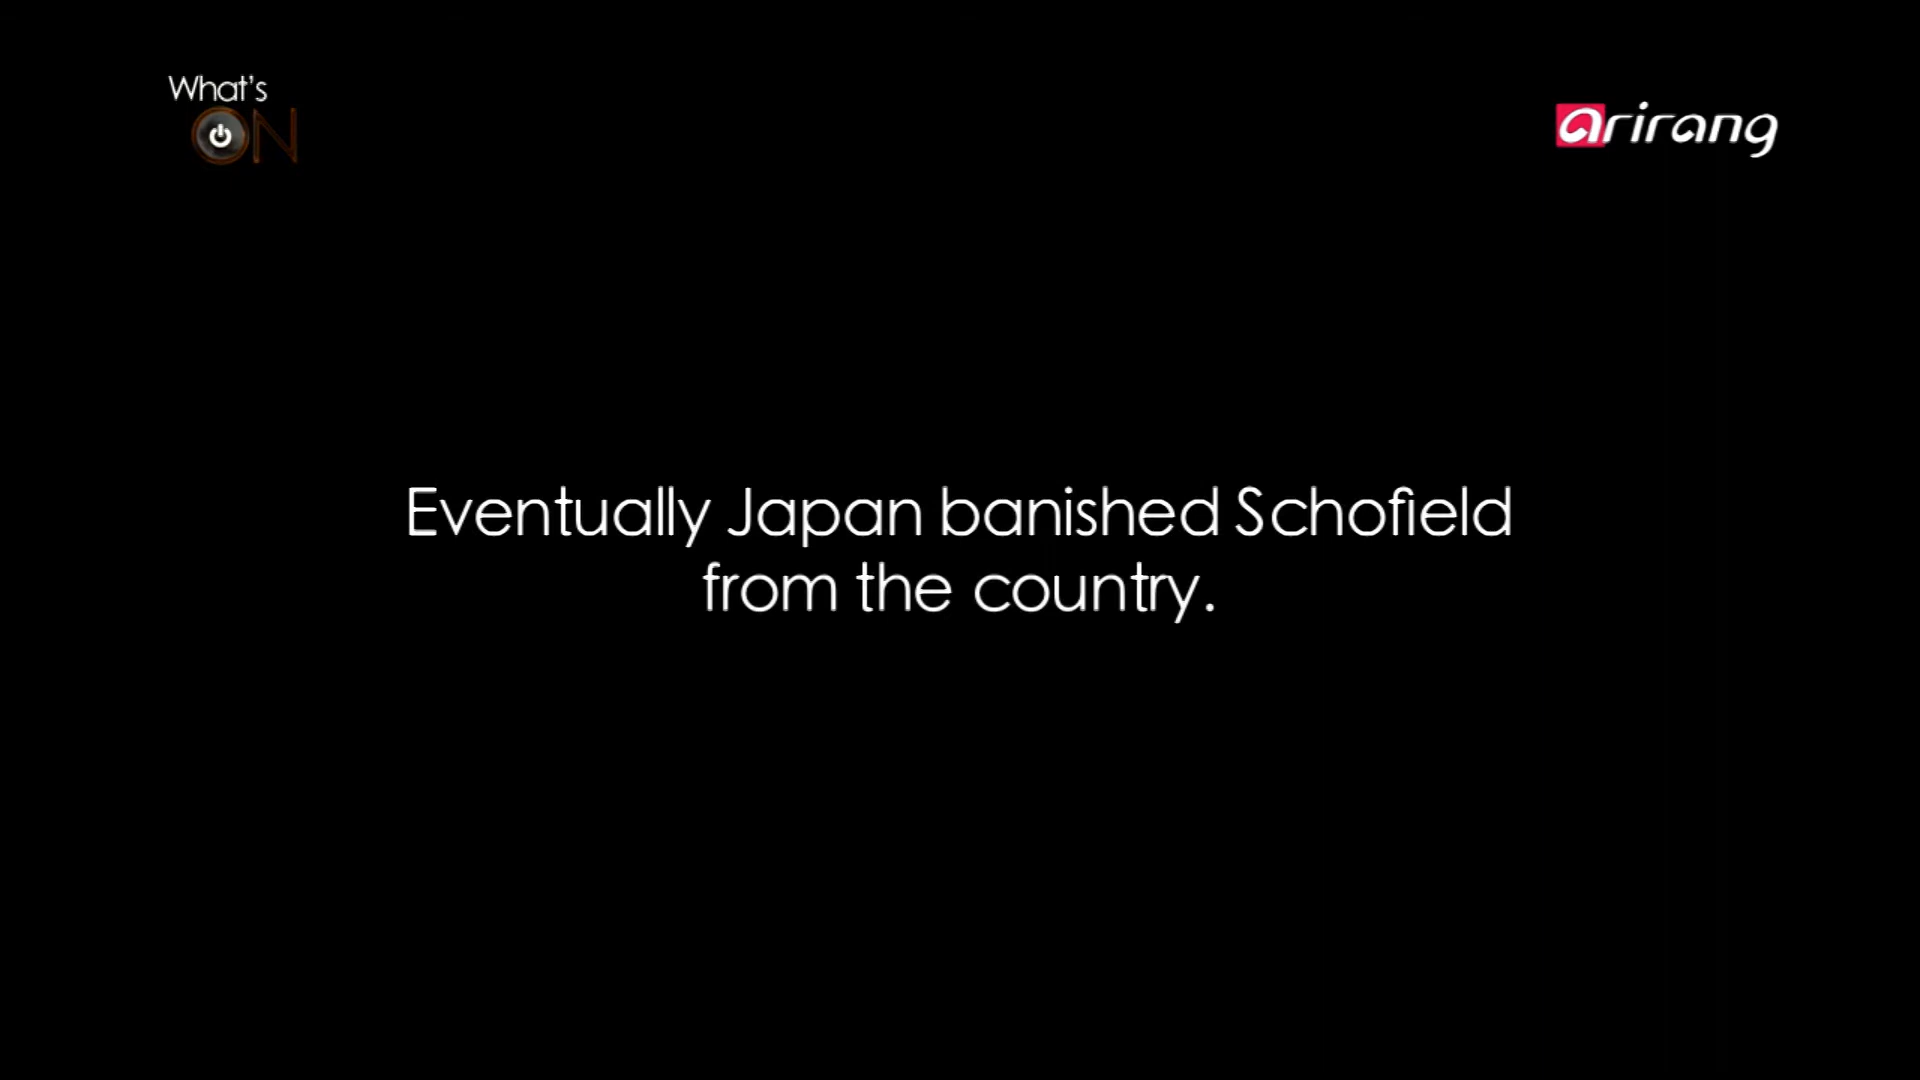 What's
ON
arirang
Eventually Japan banished Schofield
from the country.